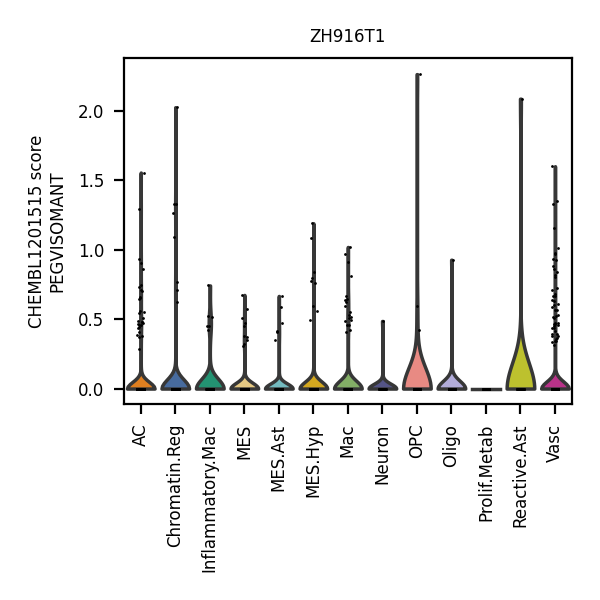 ZH916T1
CHEMBL1201515 score
PEGVISOMANT
2.0
1.5
1.0
0.5
0.0
AC
Chromatin.Reg
Inflammatory.Mac
MES
MES.Ast
MES.Hyp
Mac
Neuron
OPC
Oligo
Prolif.Metab
Reactive.Ast
Vasc